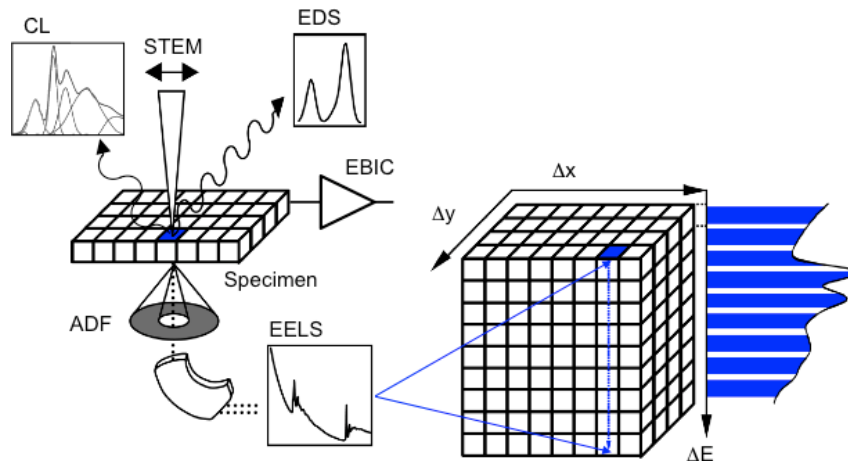 CL
STEM
EDS
EBIC
Specimen
ADF
EELS
Δx
Δy
ΔE